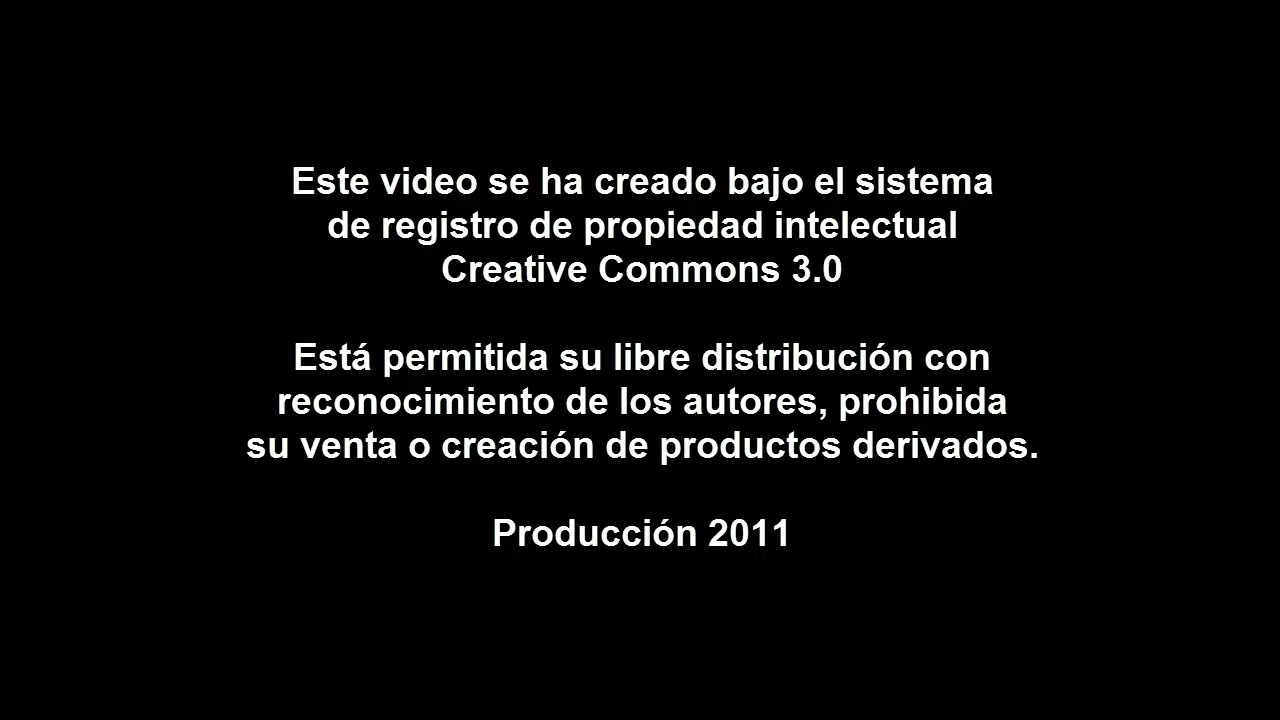 Este video se ha creado bajo el sistema
de registro de propiedad intelectual
Creative Commons 3.0
Está permitida su libre distribución con
reconocimiento de los autores, prohibida
su venta o creación de productos derivados.
Producción 2011